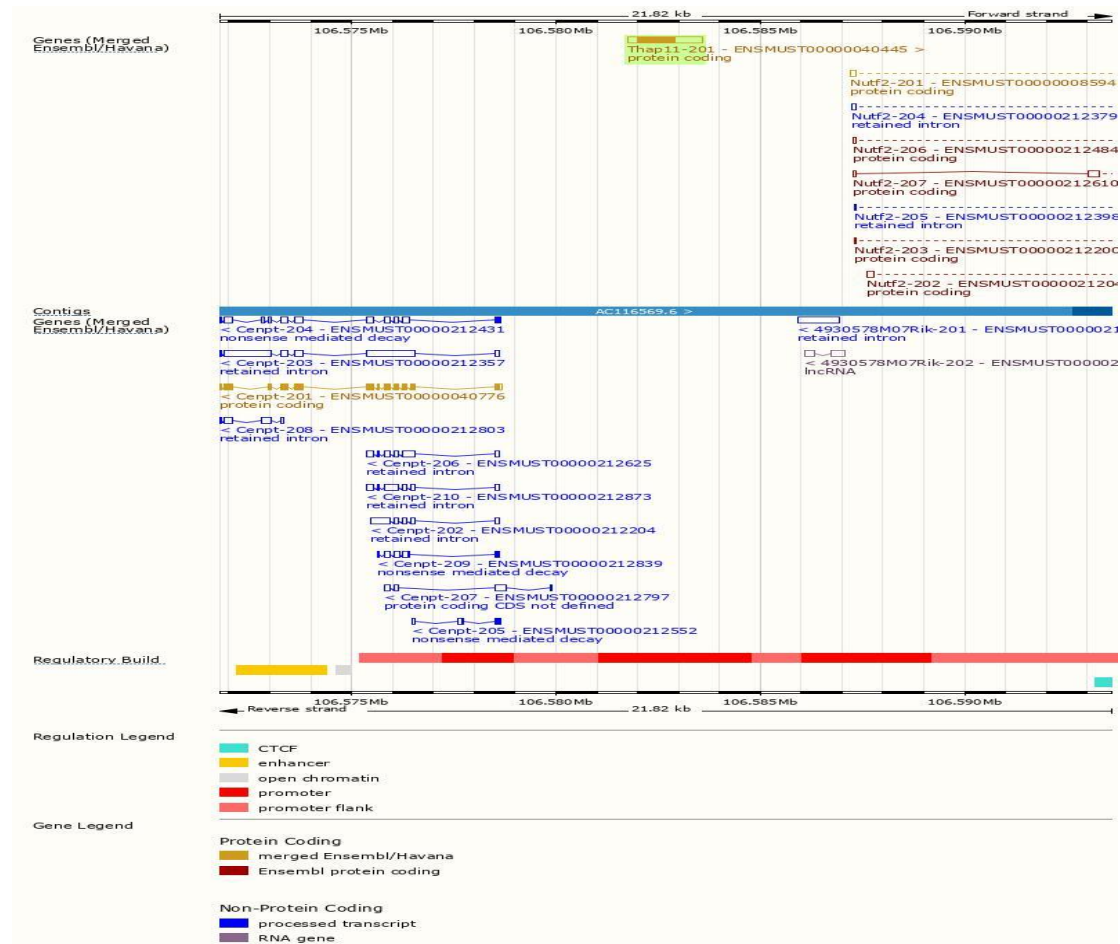 21.82 kb
Forward strand
Genes (Merged
Ensembl/Havana)
106.575Mb
106.580Mb
106.585Mb
106.590Mb
Thap11-201 - ENSMUST00000040445 >
protein coding
Nutf2-201 - ENSMUST00000008594
protein coding
Nutf2-204 - ENSMUST00000212379
retained intron
Nutf2-206 - ENSMUST00000212484
protein coding
Nutf2-207 - ENSMUST00000212610
protein coding
Nutf2-205 - ENSMUST00000212398
retained intron
Nutf2-203 - ENSMUST00000212200
protein coding
Nutf2-202 - ENSMUST0000021204
protein coding
Contigs
AC116569.6 >
Genes (Merged
Ensembl/Havana)
< Cenpt-204 - ENSMUST00000212431
nonsense mediated decay
< 4930578M07Rik-201 - ENSMUST00000021
retained intron
< Cenpt-203 - ENSMUST00000212357
retained intron
< 4930578M07Rik-202 - ENSMUST000002
lncRNA
< Cenpt-201 - ENSMUST00000040776
protein coding
< Cenpt-208 - ENSMUST00000212803
retained intron
< Cenpt-206 - ENSMUST00000212625
retained intron
< Cenpt-210 - ENSMUST00000212873
retained intron
< Cenpt-202 - ENSMUST00000212204
retained intron
< Cenpt-209 - ENSMUST00000212839
nonsense mediated decay
< Cenpt-207 - ENSMUST00000212797
protein coding CDS not defined
< Cenpt-205 - ENSMUST00000212552
nonsense mediated decay
Regulatory Build
106.575Mb
106.580Mb
106.585Mb
106.590Mb
Reverse strand
21.82 kb
Regulation Legend
CTCF
enhancer
open chromatin
promoter
promoter flank
Gene Legend
Protein Coding
merged Ensembl/Havana
Ensembl protein coding
Non-Protein Coding
processed transcript
RNA gene